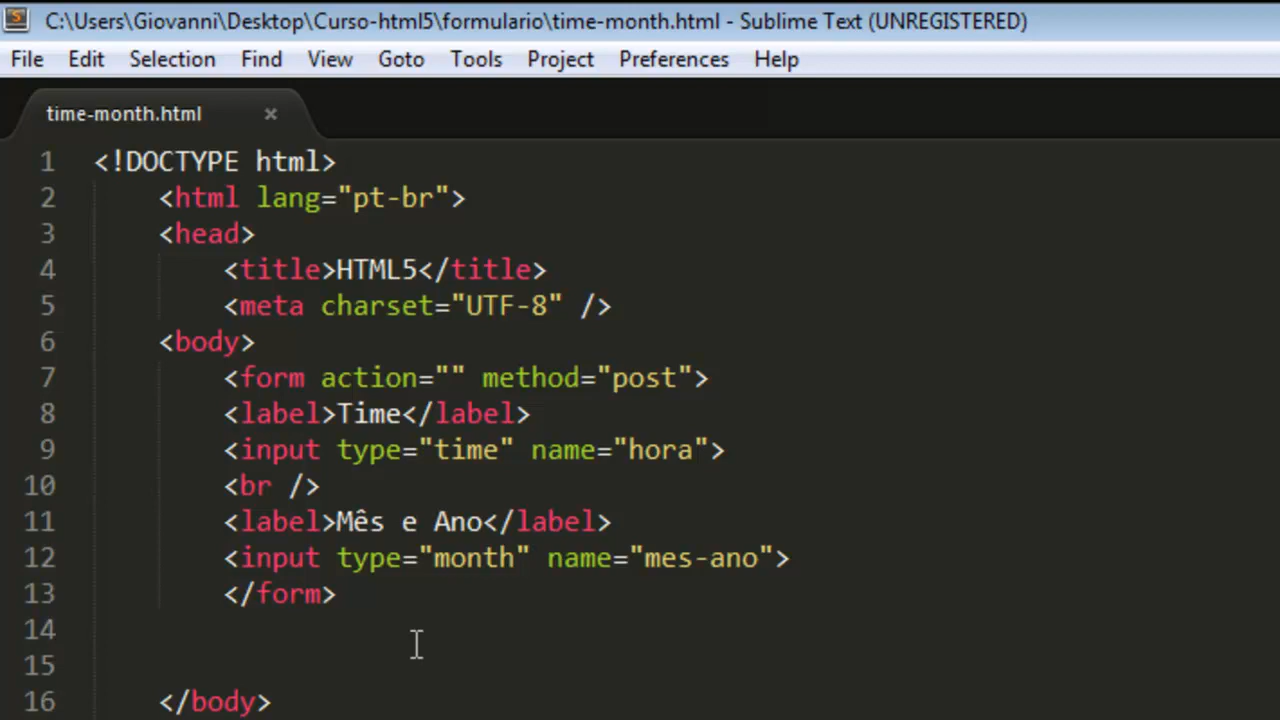 C:\Users\Giovanni\Desktop\Curso-html5\formulario\time-month.html - Sublime Text (UNREGISTERED)
File Edit Selection Find View Goto Tools Project Preferences Help
time-month.html ×
1 <!DOCTYPE html>
2 <html lang="pt-br">
3 <head>
4 <title>HTML5</title>
5 <meta charset="UTF-8" />
6 <body>
7 <form action="" method="post">
8 <label>Time</label>
9 <input type="time" name="hora">
10 <br />
11 <label>Mês e Ano</label>
12 <input type="month" name="mes-ano">
13 </form>
14
15
16 </body>